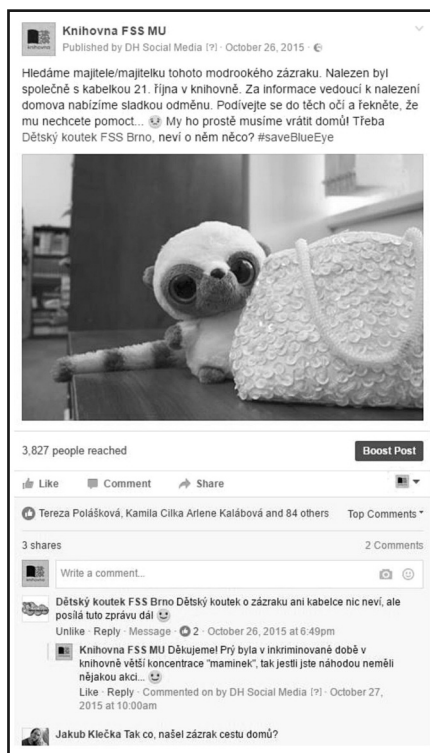 Knihovna FSS MU
Published by DH Social Media [?] · October 26, 2015 ·
Hledáme majitele/majitelku tohoto modrookého zázraku. Nalezen byl
společně s kabelkou 21. října v knihovně. Za informace vedoucí k nalezení
domova nabízíme sladkou odměnu. Podívejte se do těch očí a řekněte, že
mu nechcete pomoct... My ho prostě musíme vrátit domů! Třeba
Dětský koutek FSS Brno, neví o něm něco? #saveBlueEye
3,827 people reached
Boost Post
Like Comment Share
Tereza Polášková, Kamila Cilka Arlene Kalábová and 84 others Top Comments
3 shares 2 Comments
knihovna
Write a comment...
Dětský koutek FSS Brno Dětský koutek o zázraku ani kabelce nic neví, ale
posílá tuto zprávu dál
Unlike · Reply · Message · 2 · October 26, 2015 at 6:49pm
Knihovna FSS MU Děkujeme! Prý byla v inkriminované době v
knihovně větší koncentrace "maminek", tak jestli jste náhodou neměli
nějakou akci...
Like · Reply · Commented on by DH Social Media [?] · October 27,
2015 at 10:00am
Jakub Klečka Tak co, našel zázrak cestu domů?